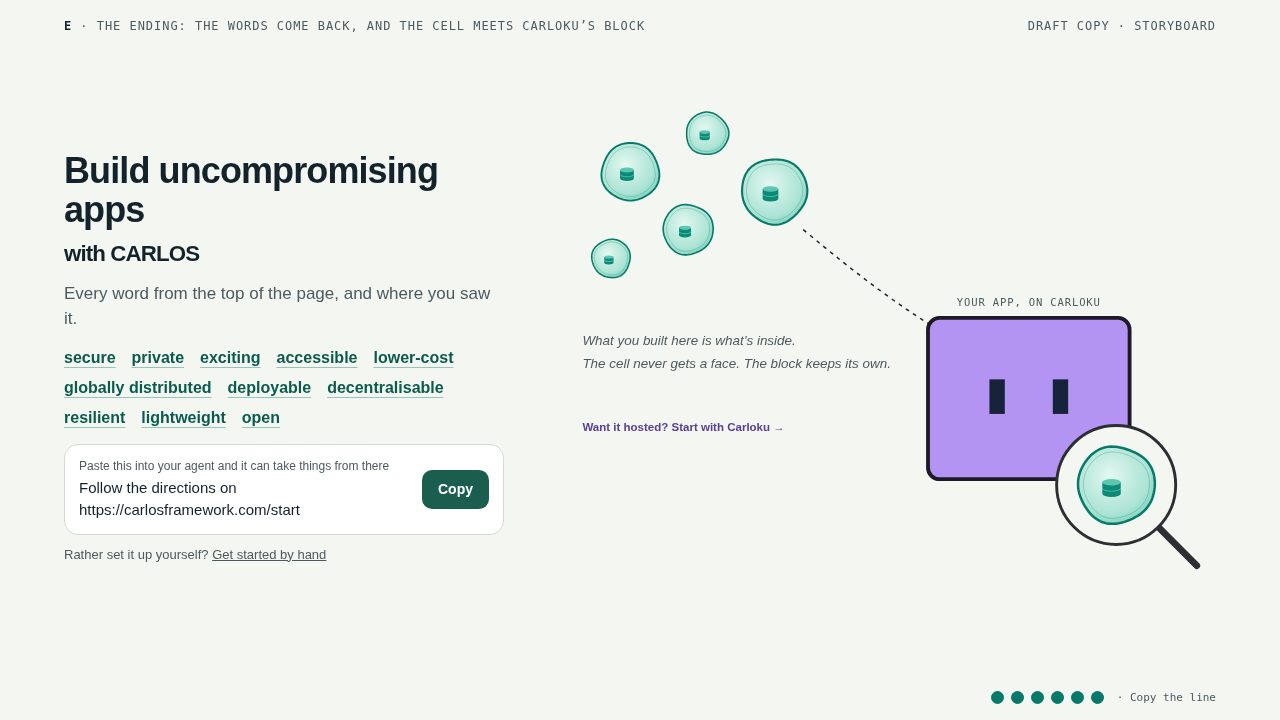 E · THE ENDING: THE WORDS COME BACK, AND THE CELL MEETS CARLOKU’S BLOCK
DRAFT COPY · STORYBOARD
Build uncompromising
apps
with CARLOS
Every word from the top of the page, and where you saw
it.
secure private exciting accessible lower-cost
globally distributed deployable decentralisable
resilient lightweight open
Paste this into your agent and it can take things from there
Follow the directions on
https://carlosframework.com/start
Copy
Rather set it up yourself? Get started by hand
What you built here is what’s inside.
The cell never gets a face. The block keeps its own.
Want it hosted? Start with Carloku →
YOUR APP, ON CARLOKU
· Copy the line